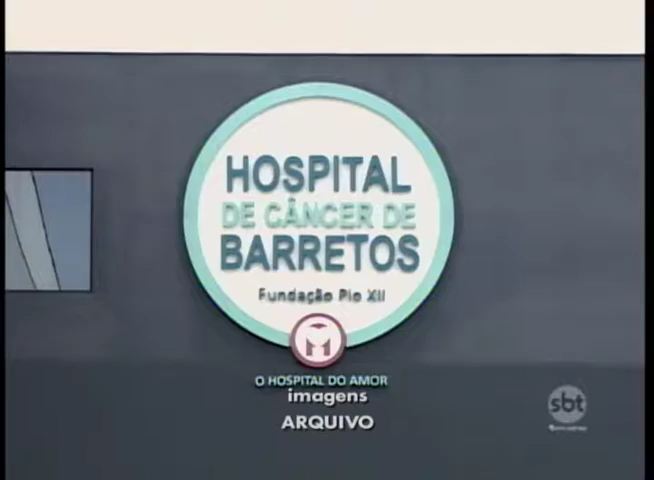 HOSPITAL
DE CÂNCER DE
BARRETOS
Fundação Pio XII
O HOSPITAL DO AMOR
imagens
ARQUIVO
sbt